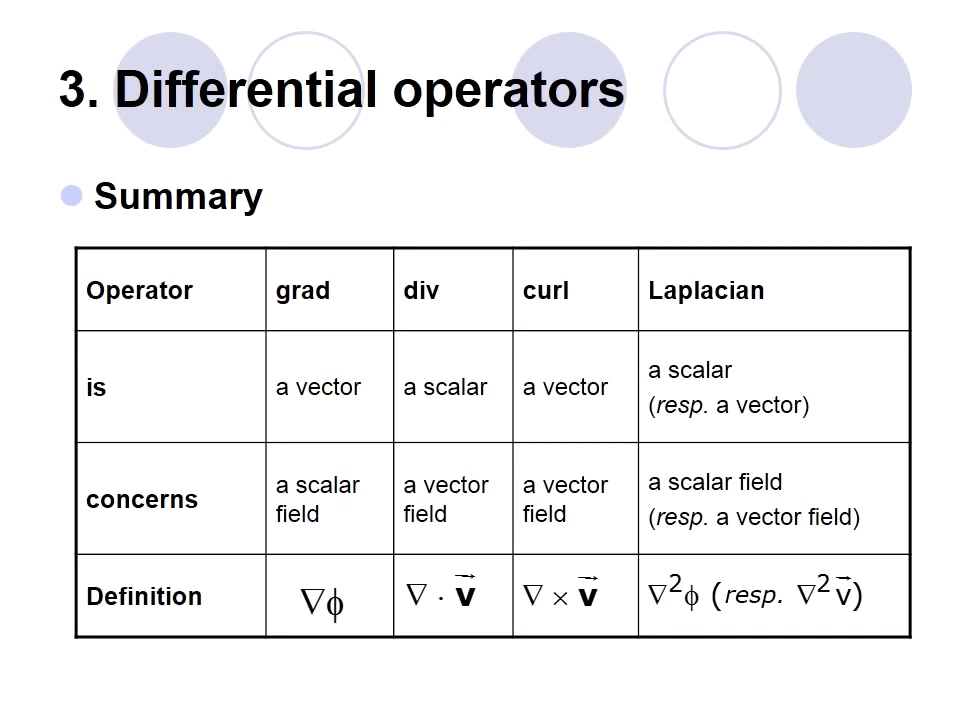 3. Differential operators
Summary
Operator grad div curl Laplacian
is a vector a scalar a vector a scalar
(resp. a vector)
concerns a scalar field a vector field a vector field a scalar field
(resp. a vector field)
Definition ∇ϕ ∇ · v⃗ ∇ × v⃗ ∇²ϕ (resp. ∇²v⃗)